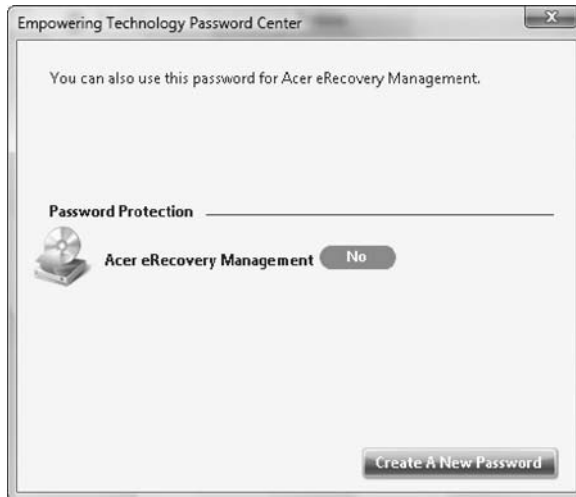 Empowering Technology Password Center
You can also use this password for Acer eRecovery Management.
Password Protection
Acer eRecovery Management No
Create A New Password